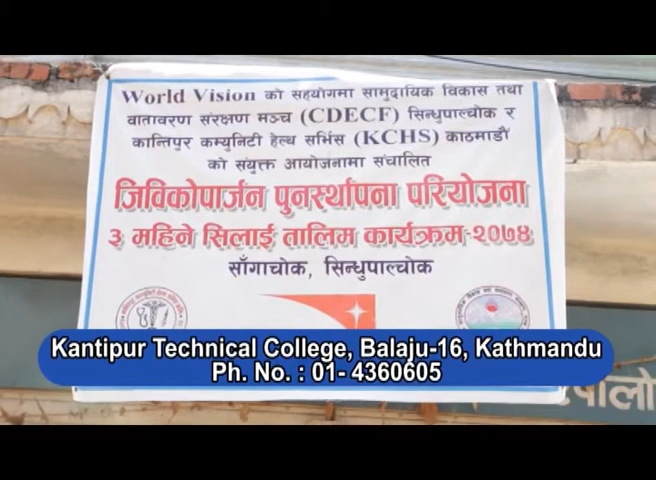 World Vision को सहयोगमा सामुदायिक विकास तथा
वातावरण संरक्षण मञ्च (CDECF) सिन्धुपाल्चोक र
कान्तिपुर कम्युनिटी हेल्थ सर्भिस (KCHS) काठमाडौं
को संयुक्त आयोजनामा संचालित
जिविकोपार्जन पुनर्स्थापना परियोजना
३ महिने सिलाई तालिम कार्यक्रम-२०७४
साँगाचोक, सिन्धुपाल्चोक
Kantipur Technical College, Balaju-16, Kathmandu
Ph. No. : 01- 4360605